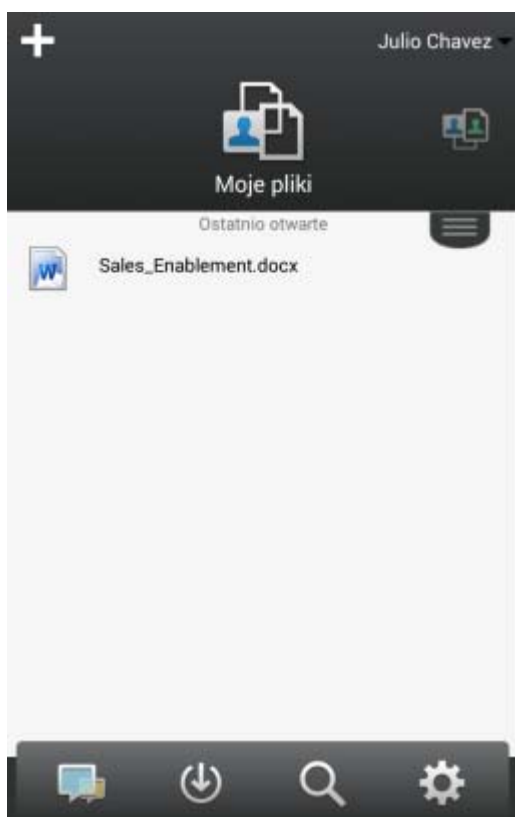 Julio Chavez
Moje pliki
Ostatnio otwarte
Sales_Enablement.docx